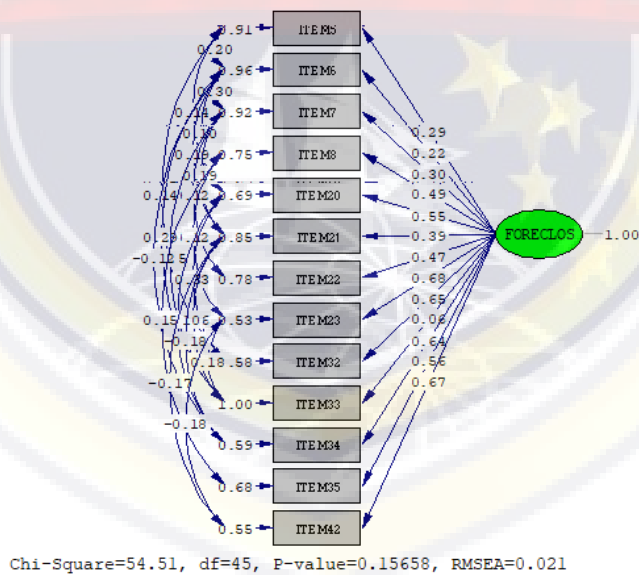 0.91 ITEM5
0.20
0.96 ITEM6
0.30
0.92 ITEM7
0.29
0.22
0.75 ITEM8
0.30
0.49
0.69 ITEM20
0.55
0.85 ITEM21
0.39
FORECLOS 1.00
0.47
0.78 ITEM22
0.68
0.65
0.53 ITEM23
0.06
-0.18
0.64
0.58 ITEM32
0.56
-0.17
0.67
1.00 ITEM33
-0.18
0.59 ITEM34
0.68 ITEM35
0.55 ITEM42
Chi-Square=54.51, df=45, P-value=0.15658, RMSEA=0.021